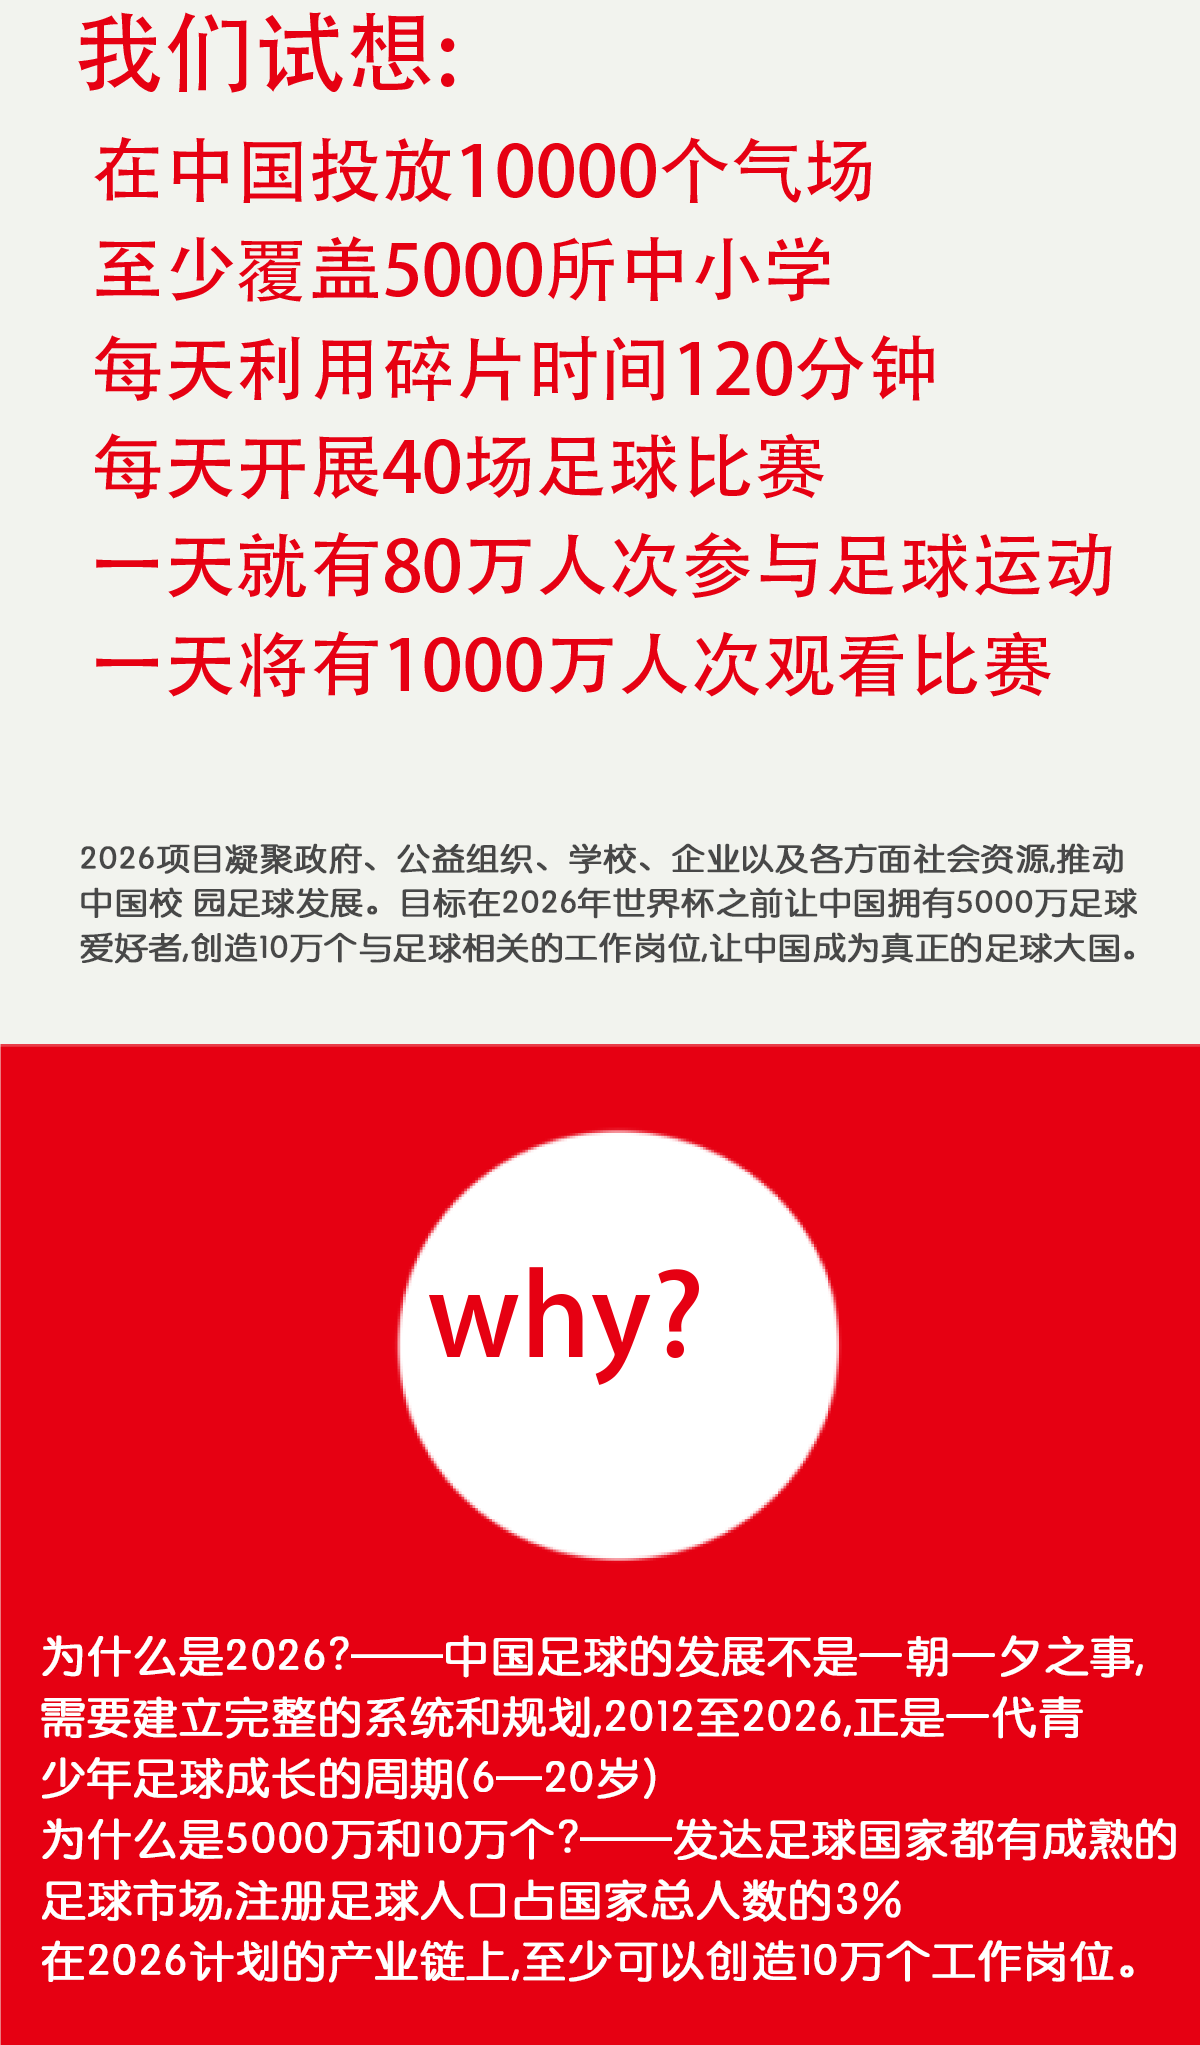 我们试想:
在中国投放10000个气场
至少覆盖5000所中小学
每天利用碎片时间120分钟
每天开展40场足球比赛
一天就有80万人次参与足球运动
一天将有1000万人次观看比赛
2026项目凝聚政府、公益组织、学校、企业以及各方面社会资源,推动
中国校 园足球发展。目标在2026年世界杯之前让中国拥有5000万足球
爱好者,创造10万个与足球相关的工作岗位,让中国成为真正的足球大国。
why?
为什么是2026?——中国足球的发展不是一朝一夕之事,
需要建立完整的系统和规划,2012至2026,正是一代青
少年足球成长的周期(6—20岁)
为什么是5000万和10万个?——发达足球国家都有成熟的
足球市场,注册足球人口占国家总人数的3%
在2026计划的产业链上,至少可以创造10万个工作岗位。